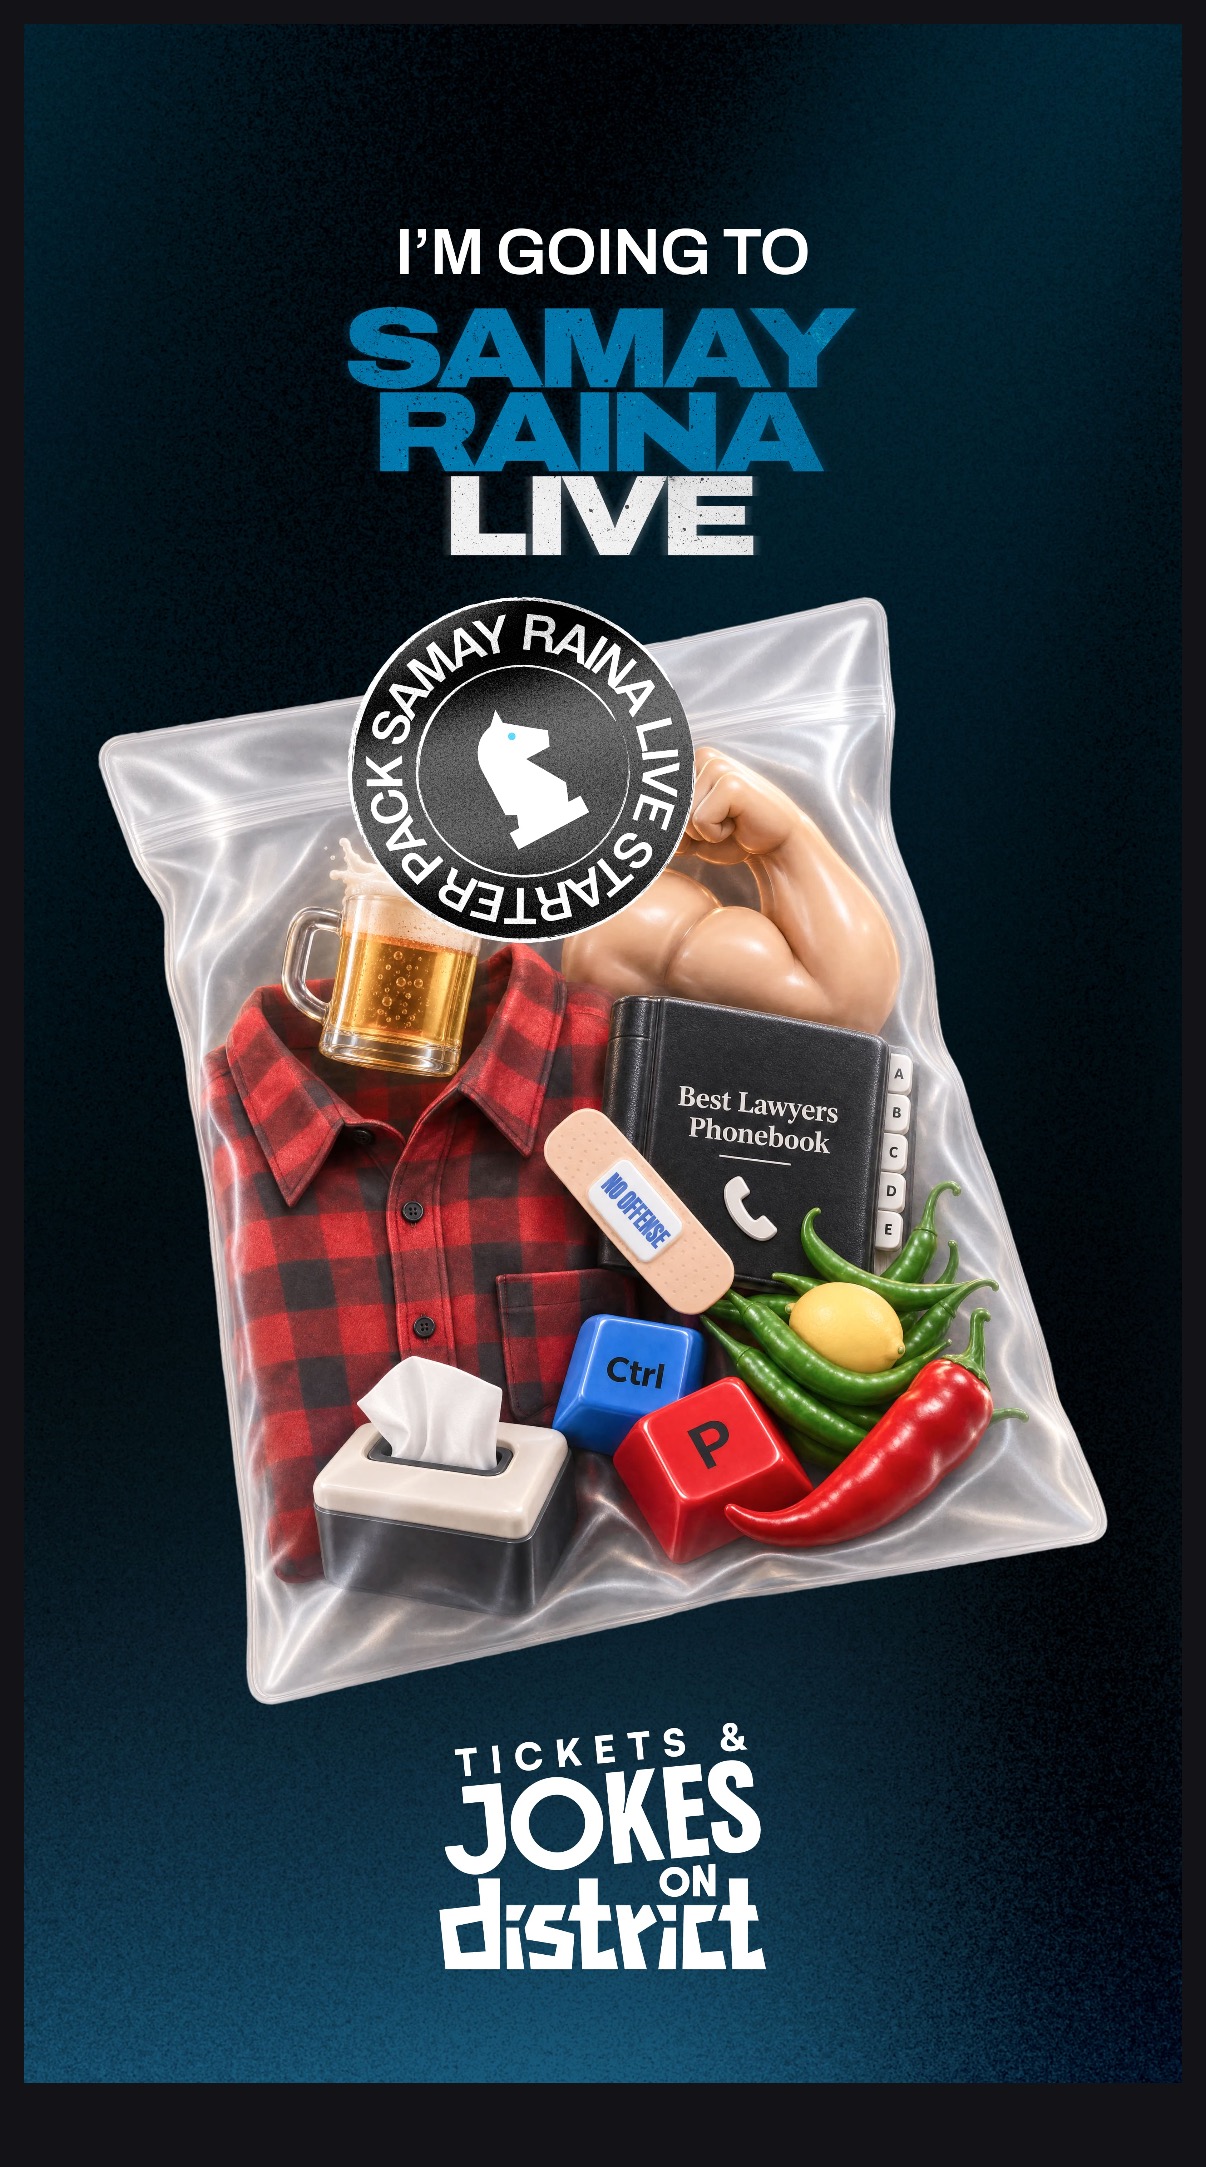 I'M GOING TO
SAMAY
RAINA
LIVE
SAMAY RAINA LIVE STARTER PACK
Best Lawyers
Phonebook
A
B
C
D
E
NO OFFENSE
Ctrl
P
TICKETS &
JOKES
ON
district